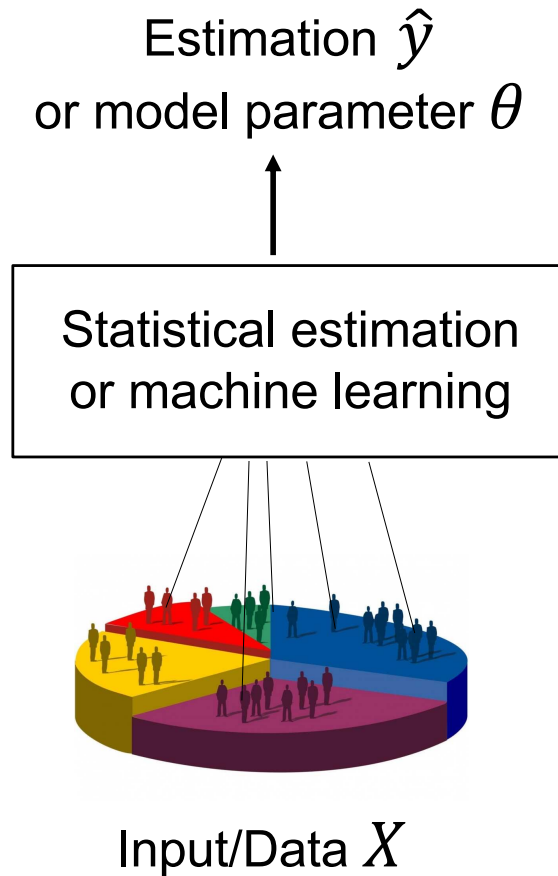 Estimation ŷ
or model parameter θ
Statistical estimation
or machine learning
Input/Data X